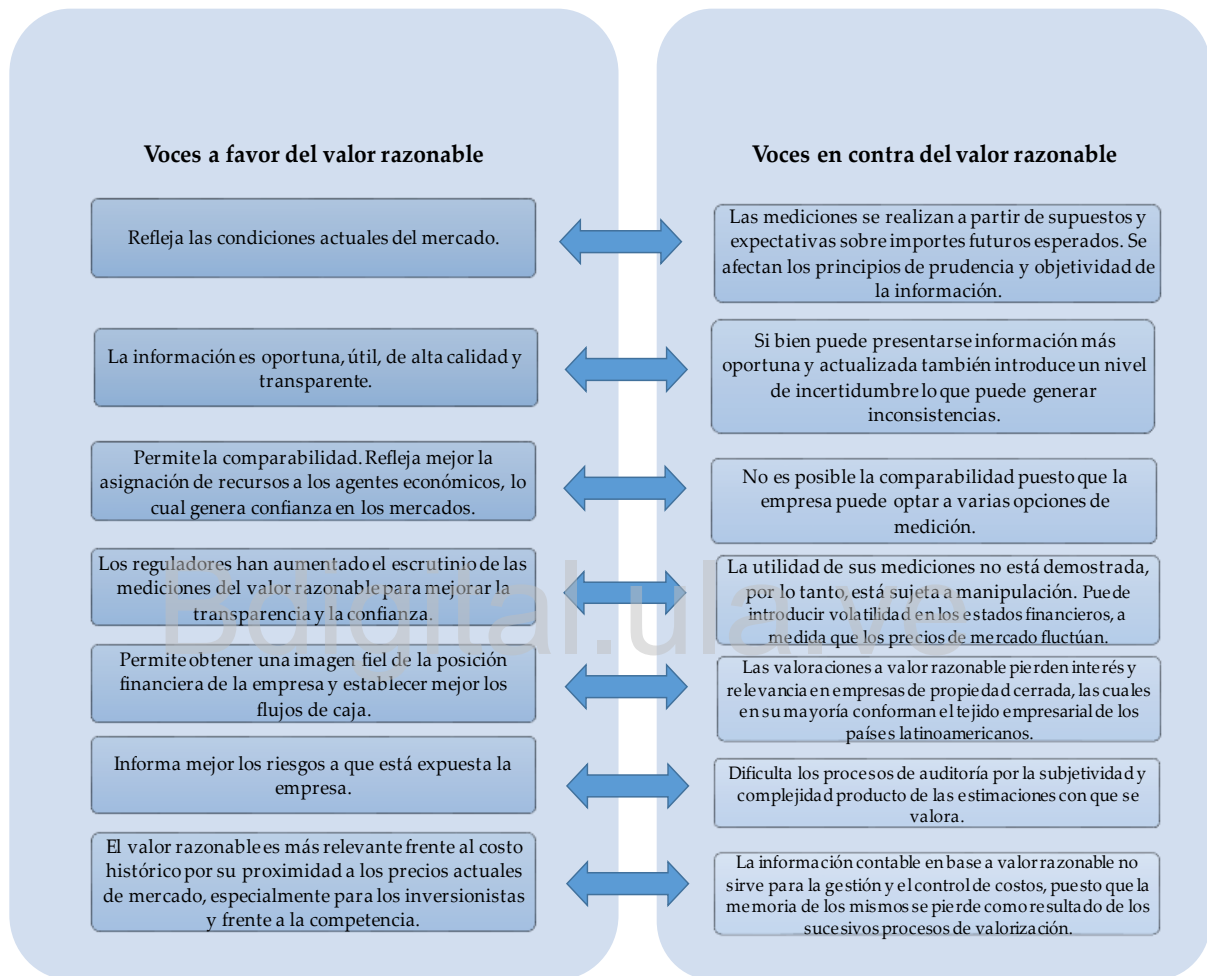 Voces a favor del valor razonable
Refleja las condiciones actuales del mercado.
La información es oportuna, útil, de alta calidad y
transparente.
Permite la comparabilidad. Refleja mejor la
asignación de recursos a los agentes económicos, lo
cual genera confianza en los mercados.
Los reguladores han aumentado el escrutinio de las
mediciones del valor razonable para mejorar la
transparencia y la confianza.
Permite obtener una imagen fiel de la posición
financiera de la empresa y establecer mejor los
flujos de caja.
Informa mejor los riesgos a que está expuesta la
empresa.
El valor razonable es más relevante frente al costo
histórico por su proximidad a los precios actuales
de mercado, especialmente para los inversionistas
y frente a la competencia.
Voces en contra del valor razonable
Las mediciones se realizan a partir de supuestos y
expectativas sobre importes futuros esperados. Se
afectan los principios de prudencia y objetividad de
la información.
Si bien puede presentarse información más
oportuna y actualizada también introduce un nivel
de incertidumbre lo que puede generar
inconsistencias.
No es posible la comparabilidad puesto que la
empresa puede optar a varias opciones de
medición.
La utilidad de sus mediciones no está demostrada,
por lo tanto, está sujeta a manipulación. Puede
introducir volatilidad en los estados financieros, a
medida que los precios de mercado fluctúan.
Las valoraciones a valor razonable pierden interés y
relevancia en empresas de propiedad cerrada, las cuales
en su mayoría conforman el tejido empresarial de los
países latinoamericanos.
Dificulta los procesos de auditoría por la subjetividad y
complejidad producto de las estimaciones con que se
valora.
La información contable en base a valor razonable no
sirve para la gestión y el control de costos, puesto que la
memoria de los mismos se pierde como resultado de los
sucesivos procesos de valorización.
Bdigital.ula.ve